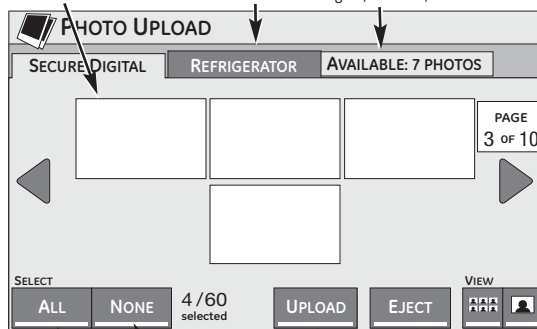 PHOTO UPLOAD
SECURE DIGITAL REFRIGERATOR AVAILABLE: 7 PHOTOS
PAGE
3 OF 10
SELECT
VIEW
ALL NONE 4/60 UPLOAD EJECT
selected